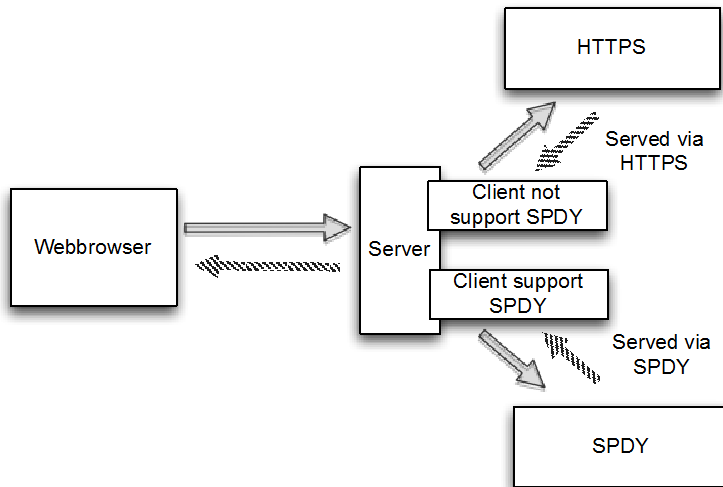 HTTPS
Served via
HTTPS
Client not
support SPDY
Webbrowser
Server
Client support
SPDY
Served via
SPDY
SPDY